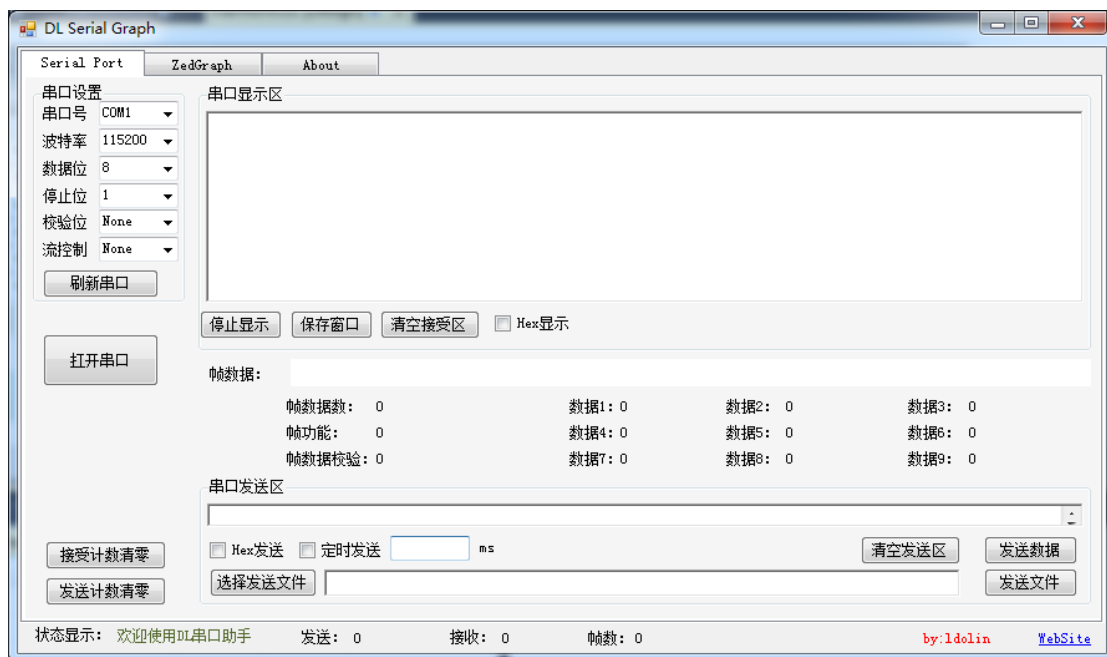 DL Serial Graph
Serial Port ZedGraph About
串口设置
串口号 COM1
波特率 115200
数据位 8
停止位 1
校验位 None
流控制 None
刷新串口
打开串口
串口显示区
停止显示 保存窗口 清空接受区 Hex显示
帧数据:
帧数据数: 0 数据1: 0 数据2: 0 数据3: 0
帧功能: 0 数据4: 0 数据5: 0 数据6: 0
帧数据校验: 0 数据7: 0 数据8: 0 数据9: 0
串口发送区
Hex发送 定时发送 ms 清空发送区 发送数据
选择发送文件 发送文件
接受计数清零
发送计数清零
状态显示: 欢迎使用DL串口助手 发送: 0 接收: 0 帧数: 0 by:ldolin WebSite